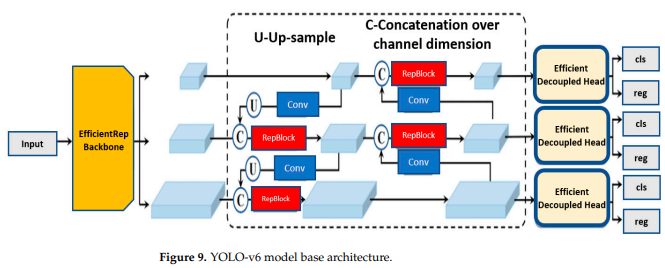 U-Up-sample
C-Concatenation over
channel dimension
Input
EfficientRep
Backbone
C
RepBlock
Efficient
Decoupled Head
cls
reg
U
Conv
Conv
C
RepBlock
C
RepBlock
Efficient
Decoupled Head
cls
reg
U
Conv
Conv
C
RepBlock
Efficient
Decoupled Head
cls
reg
Figure 9. YOLO-v6 model base architecture.